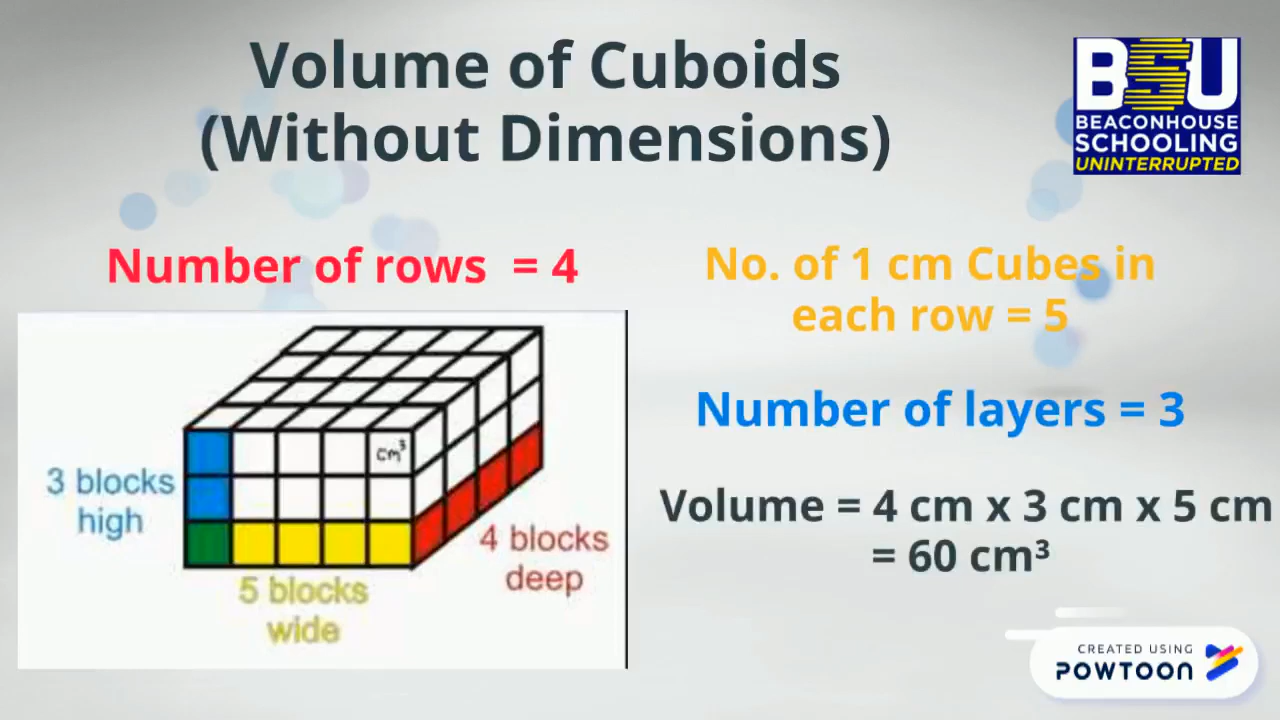 Volume of Cuboids
(Without Dimensions)
BSU
BEACONHOUSE
SCHOOLING
UNINTERRUPTED
Number of rows = 4
No. of 1 cm Cubes in
each row = 5
Number of layers = 3
cm³
3 blocks
high
4 blocks
deep
5 blocks
wide
Volume = 4 cm x 3 cm x 5 cm
= 60 cm³
CREATED USING
POWTOON